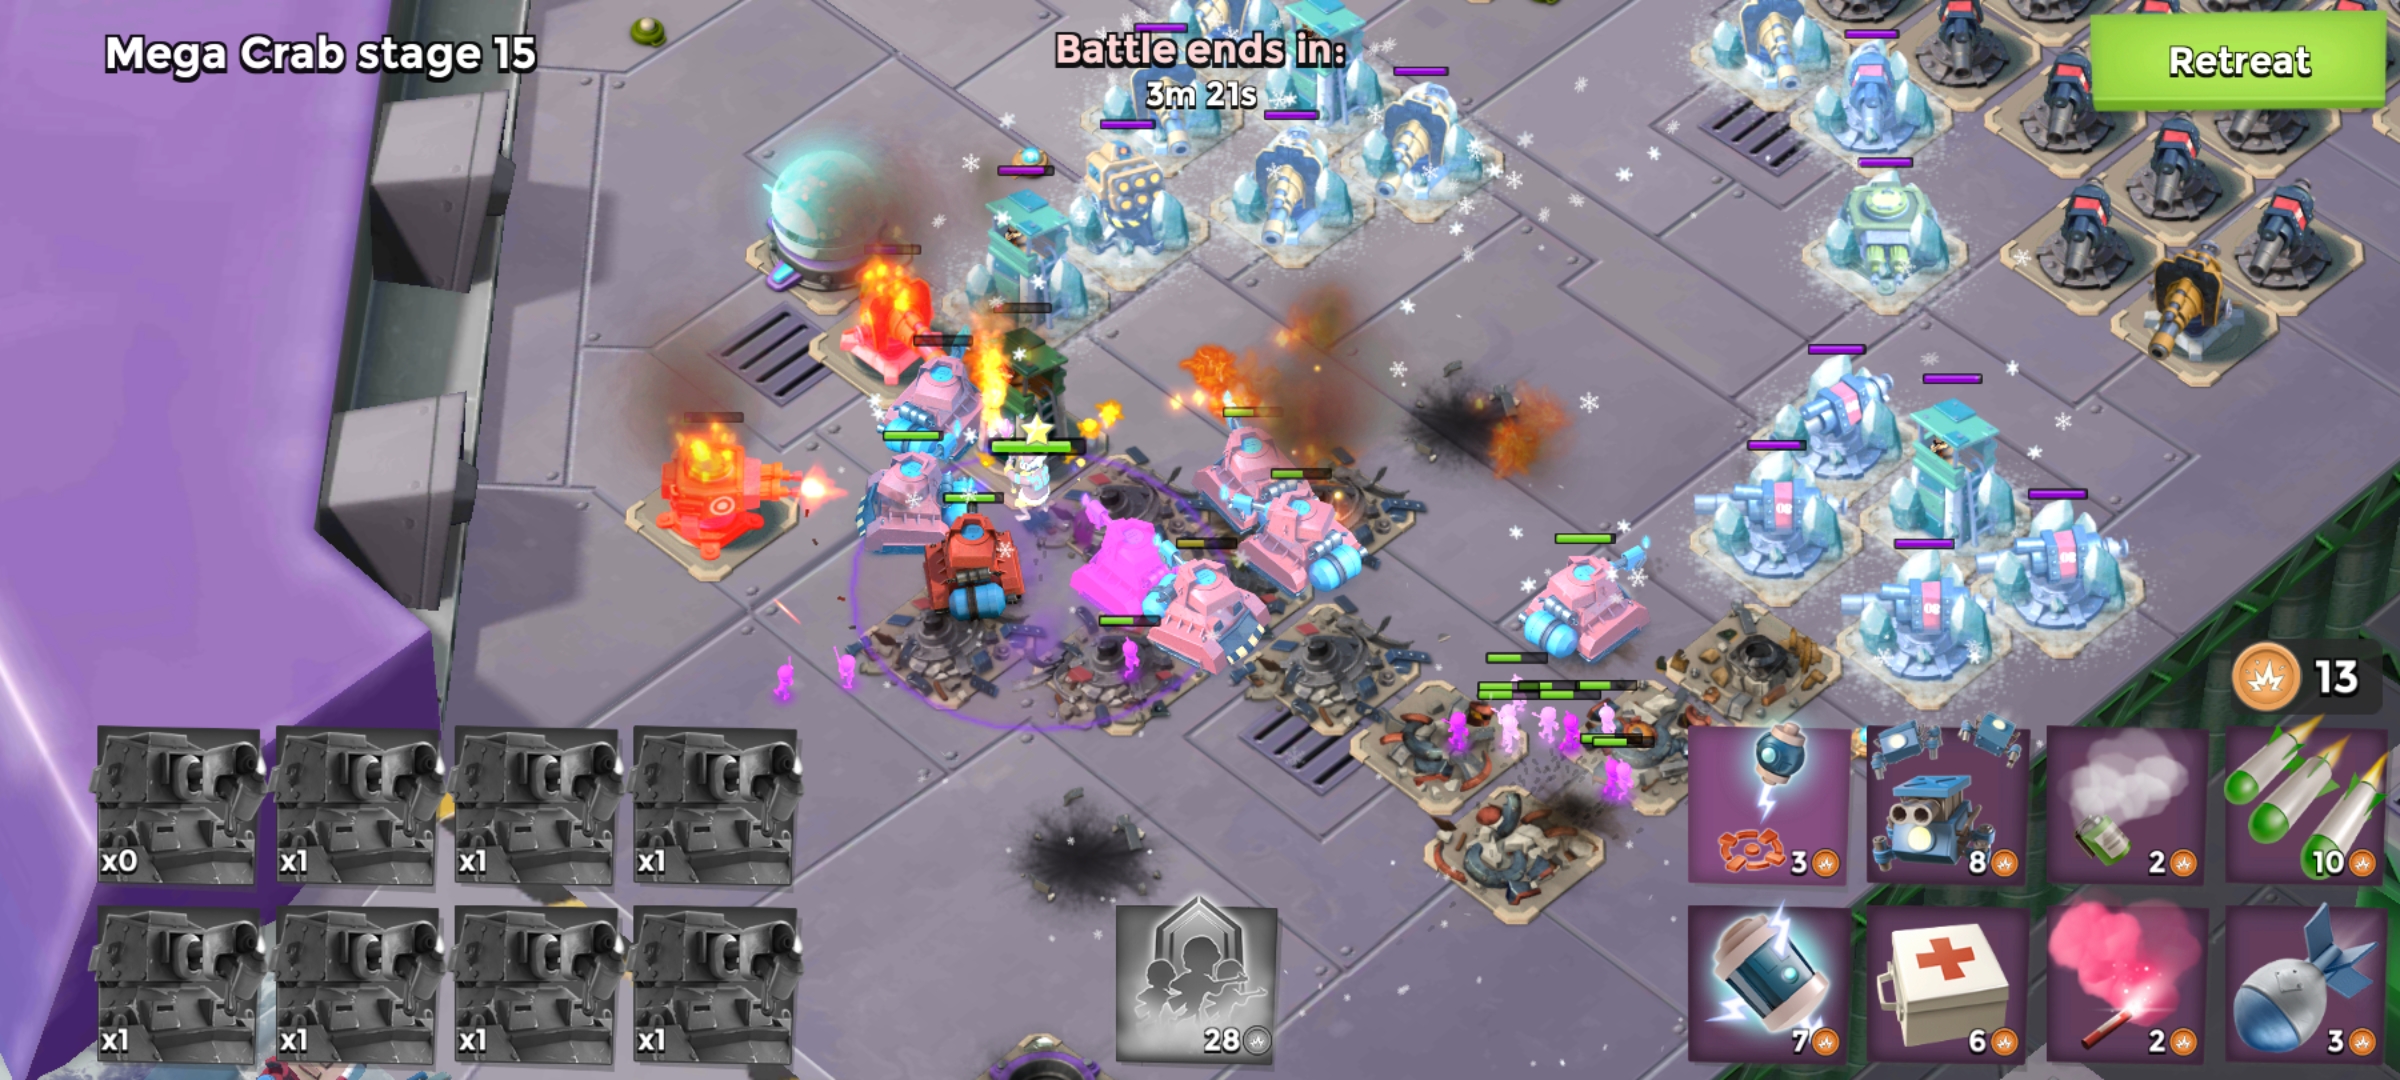 Mega Crab stage 15
Battle ends in:
3m 21s
Retreat
13
x0
x1
x1
x1
3
8
2
10
x1
x1
x1
x1
28
7
6
2
3